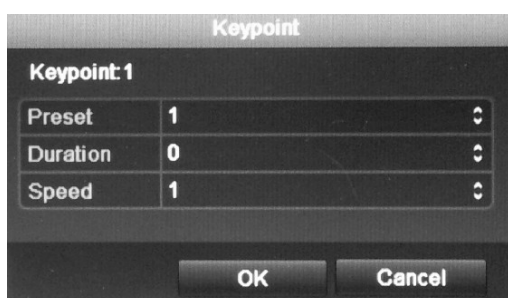 Keypoint
Keypoint:1
Preset 1
Duration 0
Speed 1
OK Cancel